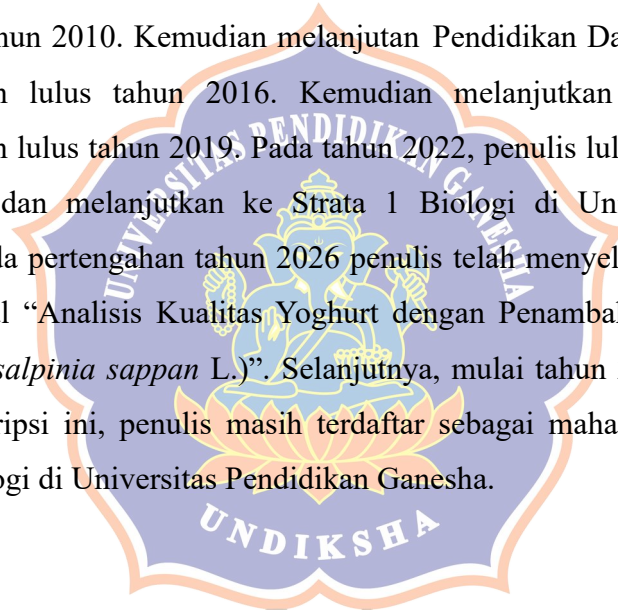 hun 2010. Kemudian melanjutan Pendidikan Da
lulus tahun 2016. Kemudian melanjutkan
lulus tahun 2019. Pada tahun 2022, penulis lul
dan melanjutkan ke Strata 1 Biologi di Un
da pertengahan tahun 2026 penulis telah menyel
“Analisis Kualitas Yoghurt dengan Penambal
salpinia sappan L.)”. Selanjutnya, mulai tahun
ripsi ini, penulis masih terdaftar sebagai maha
ogi di Universitas Pendidikan Ganesha.
UNIVERSITAS PENDIDIKAN GANESHA
UNDIKSHA